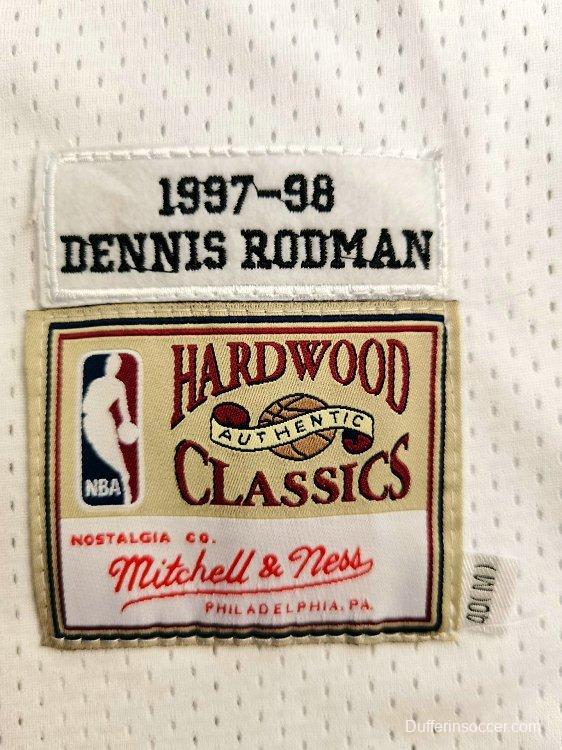 1997-98
DENNIS RODMAN
NBA
HARDWOOD
AUTHENTIC
CLASSICS
NOSTALGIA CO.
Mitchell & Ness
PHILADELPHIA, PA.
40(M)
Dufferinsoccer.com